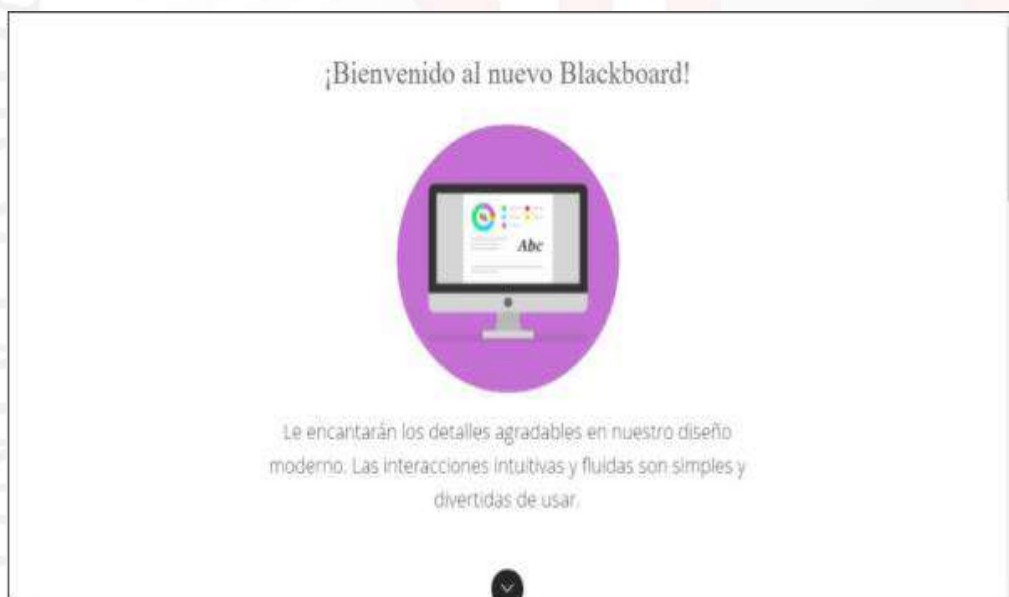 ¡Bienvenido al nuevo Blackboard!
Abc
Le encantarán los detalles agradables en nuestro diseño
moderno. Las interacciones intuitivas y fluidas son simples y
divertidas de usar.